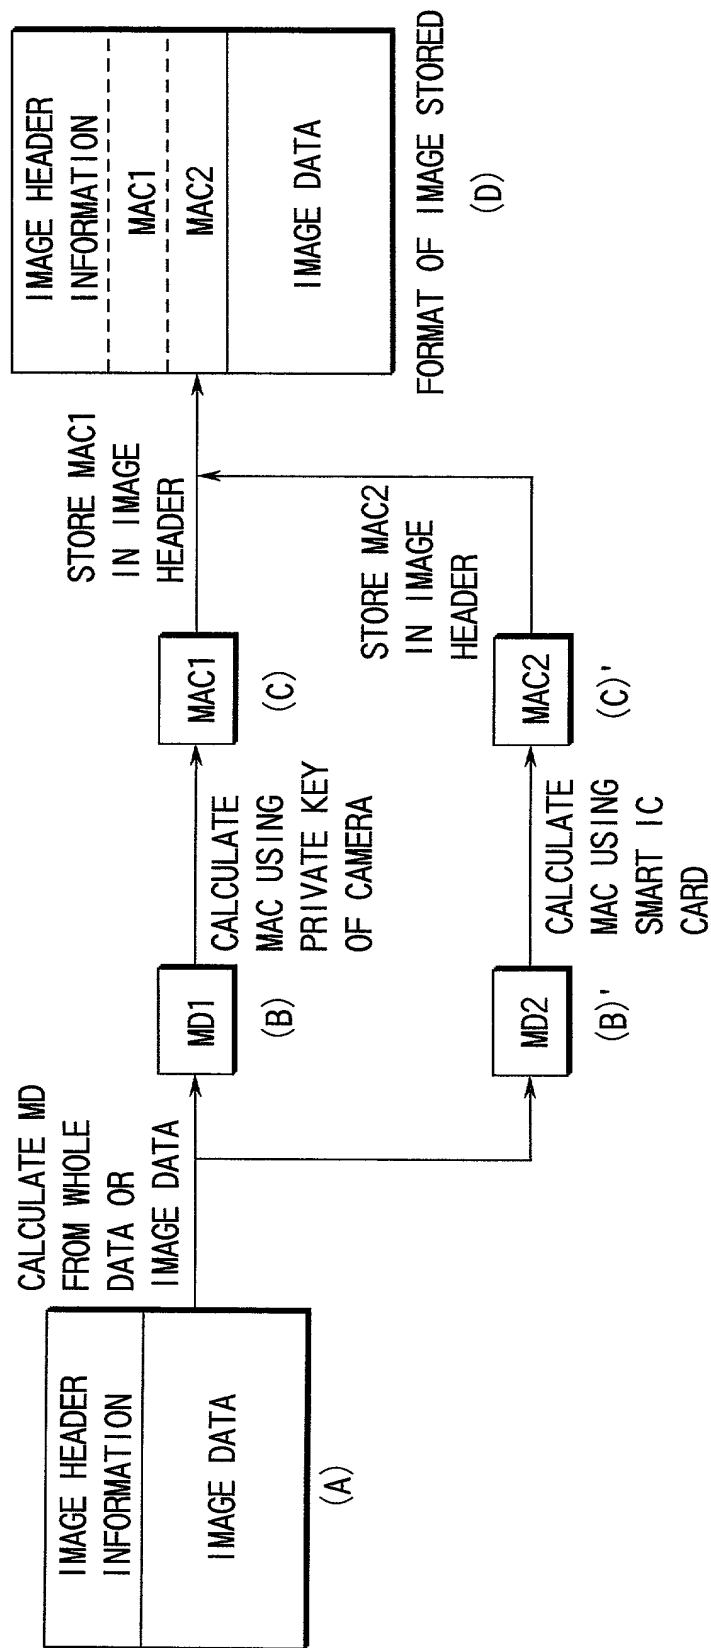 IMAGE HEADER
INFORMATION
IMAGE DATA
(A)
CALCULATE MD
FROM WHOLE
DATA OR
IMAGE DATA
MD1
(B)
CALCULATE
MAC USING
PRIVATE KEY
OF CAMERA
MAC1
(C)
STORE MAC1
IN IMAGE
HEADER
MD2
(B)'
CALCULATE
MAC USING
SMART IC
CARD
MAC2
(C)'
STORE MAC2
IN IMAGE
HEADER
IMAGE HEADER
INFORMATION
MAC1
MAC2
IMAGE DATA
FORMAT OF IMAGE STORED
(D)